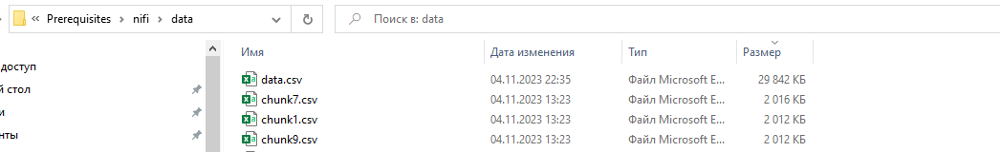 « Prerequisites › nifi › data
Поиск в: data
Имя Дата изменения Тип Размер
доступ
data.csv 04.11.2023 22:35 Файл Microsoft E... 29 842 КБ
й стол
chunk7.csv 04.11.2023 13:23 Файл Microsoft E... 2 016 КБ
и
chunk1.csv 04.11.2023 13:23 Файл Microsoft E... 2 012 КБ
нты
chunk9.csv 04.11.2023 13:23 Файл Microsoft E... 2 012 КБ